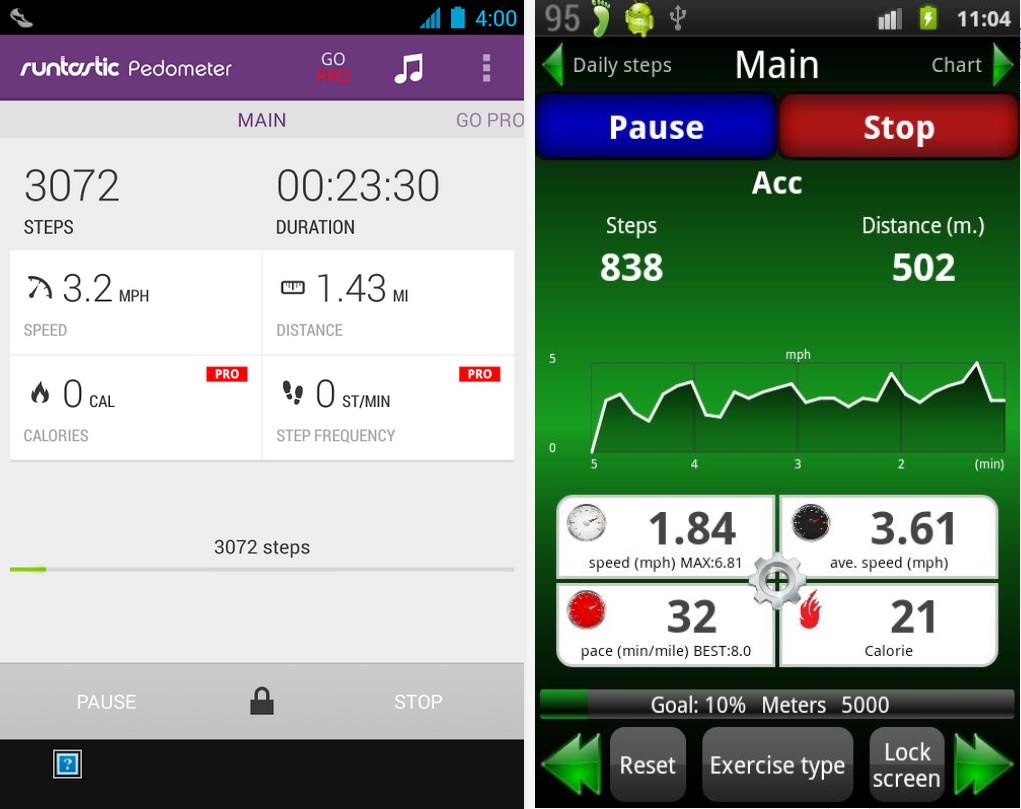 4:00
runtastic Pedometer GO PRO
MAIN GO PRO
3072 00:23:30
STEPS DURATION
3.2 MPH 1.43 MI
SPEED DISTANCE
PRO PRO
0 CAL 0 ST/MIN
CALORIES STEP FREQUENCY
3072 steps
PAUSE STOP
?
95 11:04
Daily steps Main Chart
Pause Stop
Acc
Steps Distance (m.)
838 502
mph
5
0
5 4 3 2 (min)
1.84 3.61
speed (mph) MAX:6.81 ave. speed (mph)
32 21
pace (min/mile) BEST:8.0 Calorie
Goal: 10% Meters 5000
Reset Exercise type Lock
screen